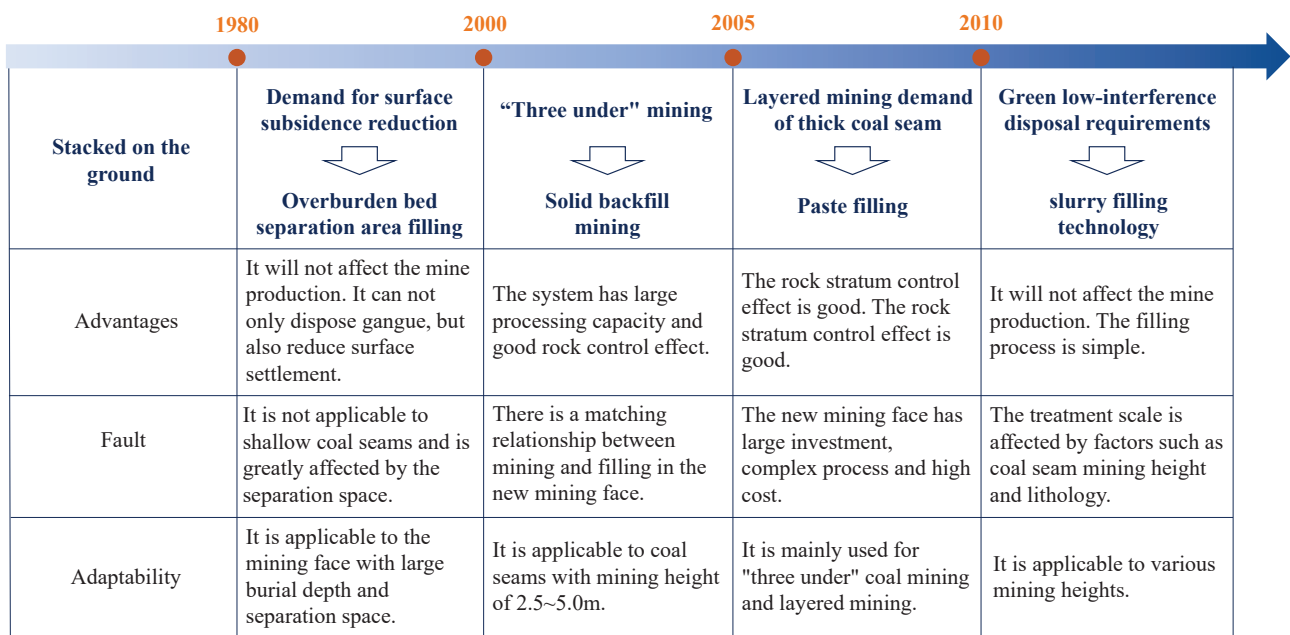 1980
2000
2005
2010
Stacked on the
ground
Demand for surface
subsidence reduction
Overburden bed
separation area filling
“Three under" mining
Solid backfill
mining
Layered mining demand
of thick coal seam
Paste filling
Green low-interference
disposal requirements
slurry filling
technology
Advantages
It will not affect the mine
production. It can not
only dispose gangue, but
also reduce surface
settlement.
The system has large
processing capacity and
good rock control effect.
The rock stratum control
effect is good. The rock
stratum control effect is
good.
It will not affect the mine
production. The filling
process is simple.
Fault
It is not applicable to
shallow coal seams and is
greatly affected by the
separation space.
There is a matching
relationship between
mining and filling in the
new mining face.
The new mining face has
large investment,
complex process and high
cost.
The treatment scale is
affected by factors such as
coal seam mining height
and lithology.
Adaptability
It is applicable to the
mining face with large
burial depth and
separation space.
It is applicable to coal
seams with mining height
of 2.5~5.0m.
It is mainly used for
"three under" coal mining
and layered mining.
It is applicable to various
mining heights.